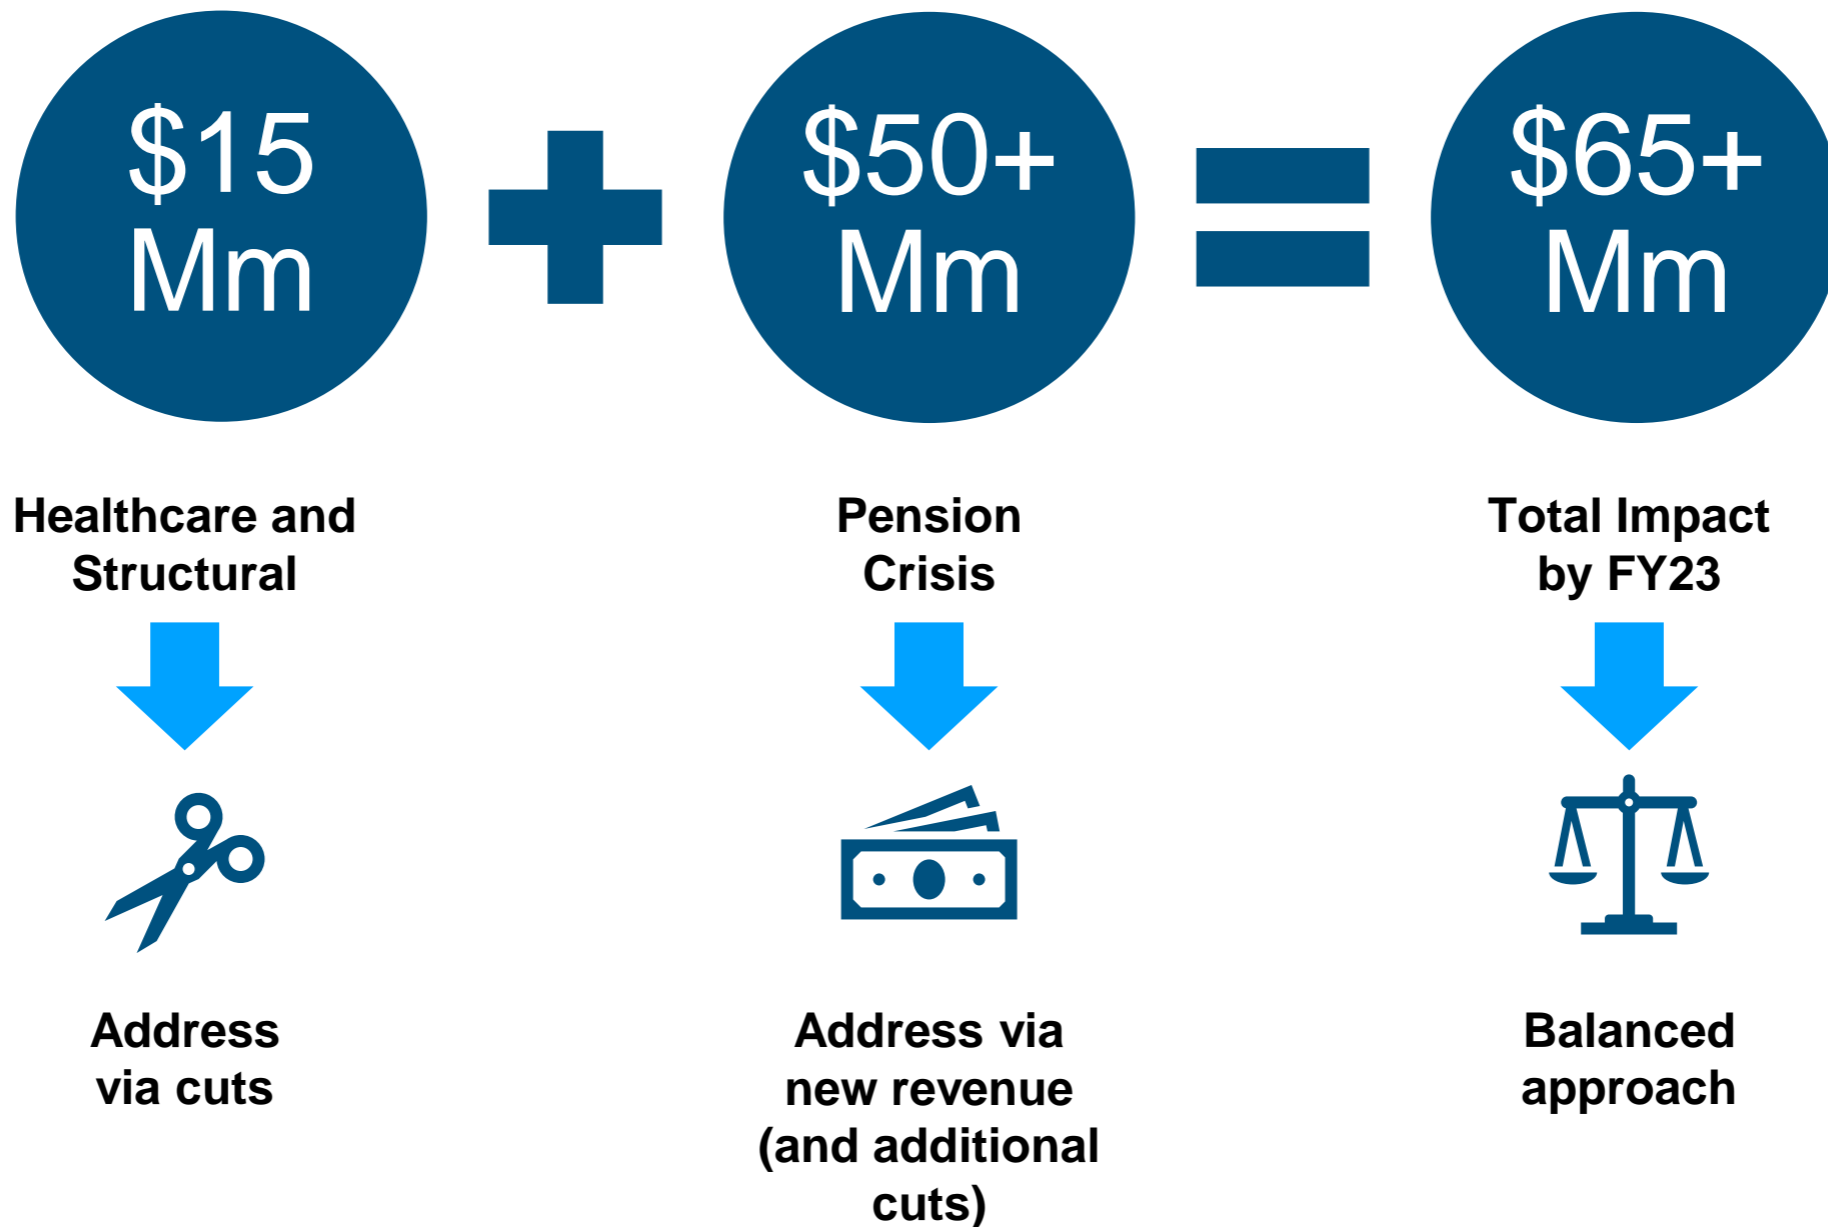 $15
Mm
$50+
Mm
$65+
Mm
Healthcare and
Structural
Pension
Crisis
Total Impact
by FY23
Address
via cuts
Address via
new revenue
(and additional
cuts)
Balanced
approach